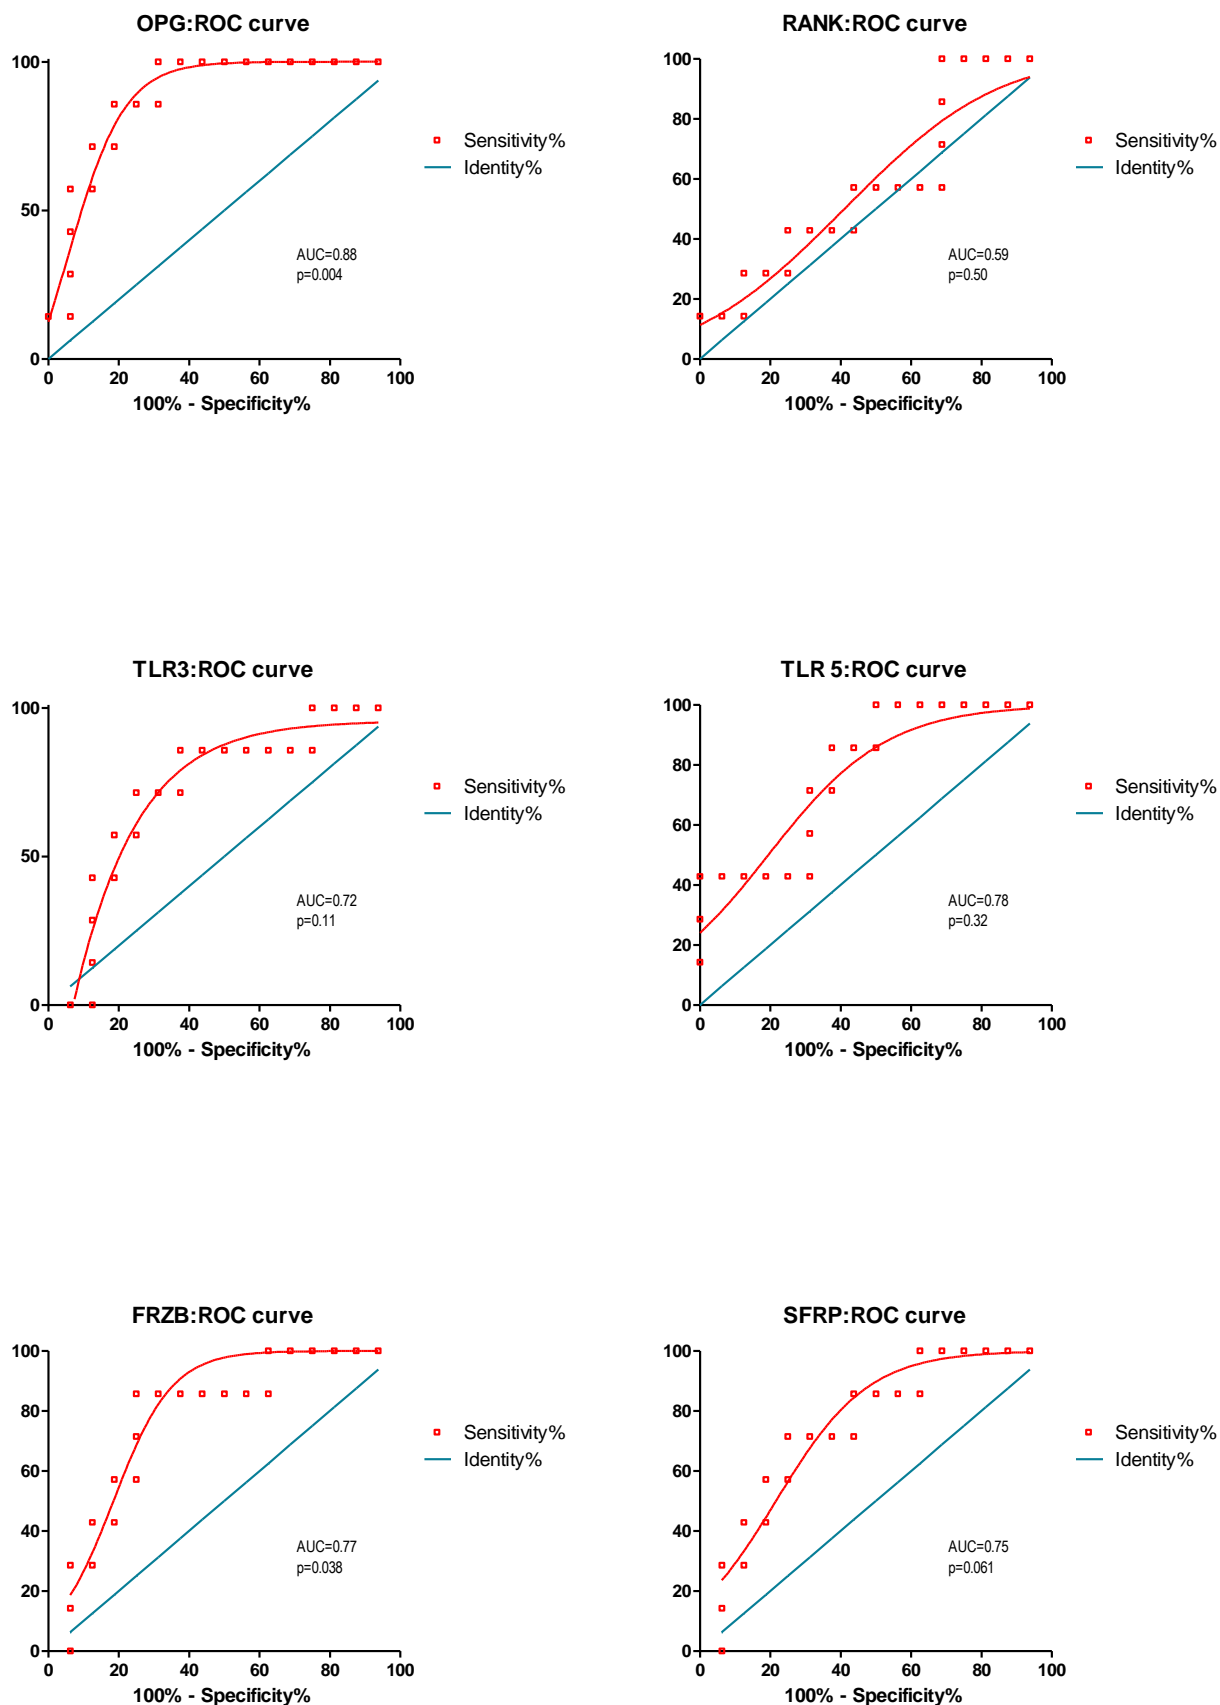 OPG:ROC curve
100
50
0
0 20 40 60 80 100
100% - Specificity%
Sensitivity%
Identity%
AUC=0.88
p=0.004
RANK:ROC curve
100
80
60
40
20
0
0 20 40 60 80 100
100% - Specificity%
Sensitivity%
Identity%
AUC=0.59
p=0.50
TLR3:ROC curve
100
50
0
0 20 40 60 80 100
100% - Specificity%
Sensitivity%
Identity%
AUC=0.72
p=0.11
TLR 5:ROC curve
100
80
60
40
20
0
0 20 40 60 80 100
100% - Specificity%
Sensitivity%
Identity%
AUC=0.78
p=0.32
FRZB:ROC curve
100
80
60
40
20
0
0 20 40 60 80 100
100% - Specificity%
Sensitivity%
Identity%
AUC=0.77
p=0.038
SFRP:ROC curve
100
80
60
40
20
0
0 20 40 60 80 100
100% - Specificity%
Sensitivity%
Identity%
AUC=0.75
p=0.061